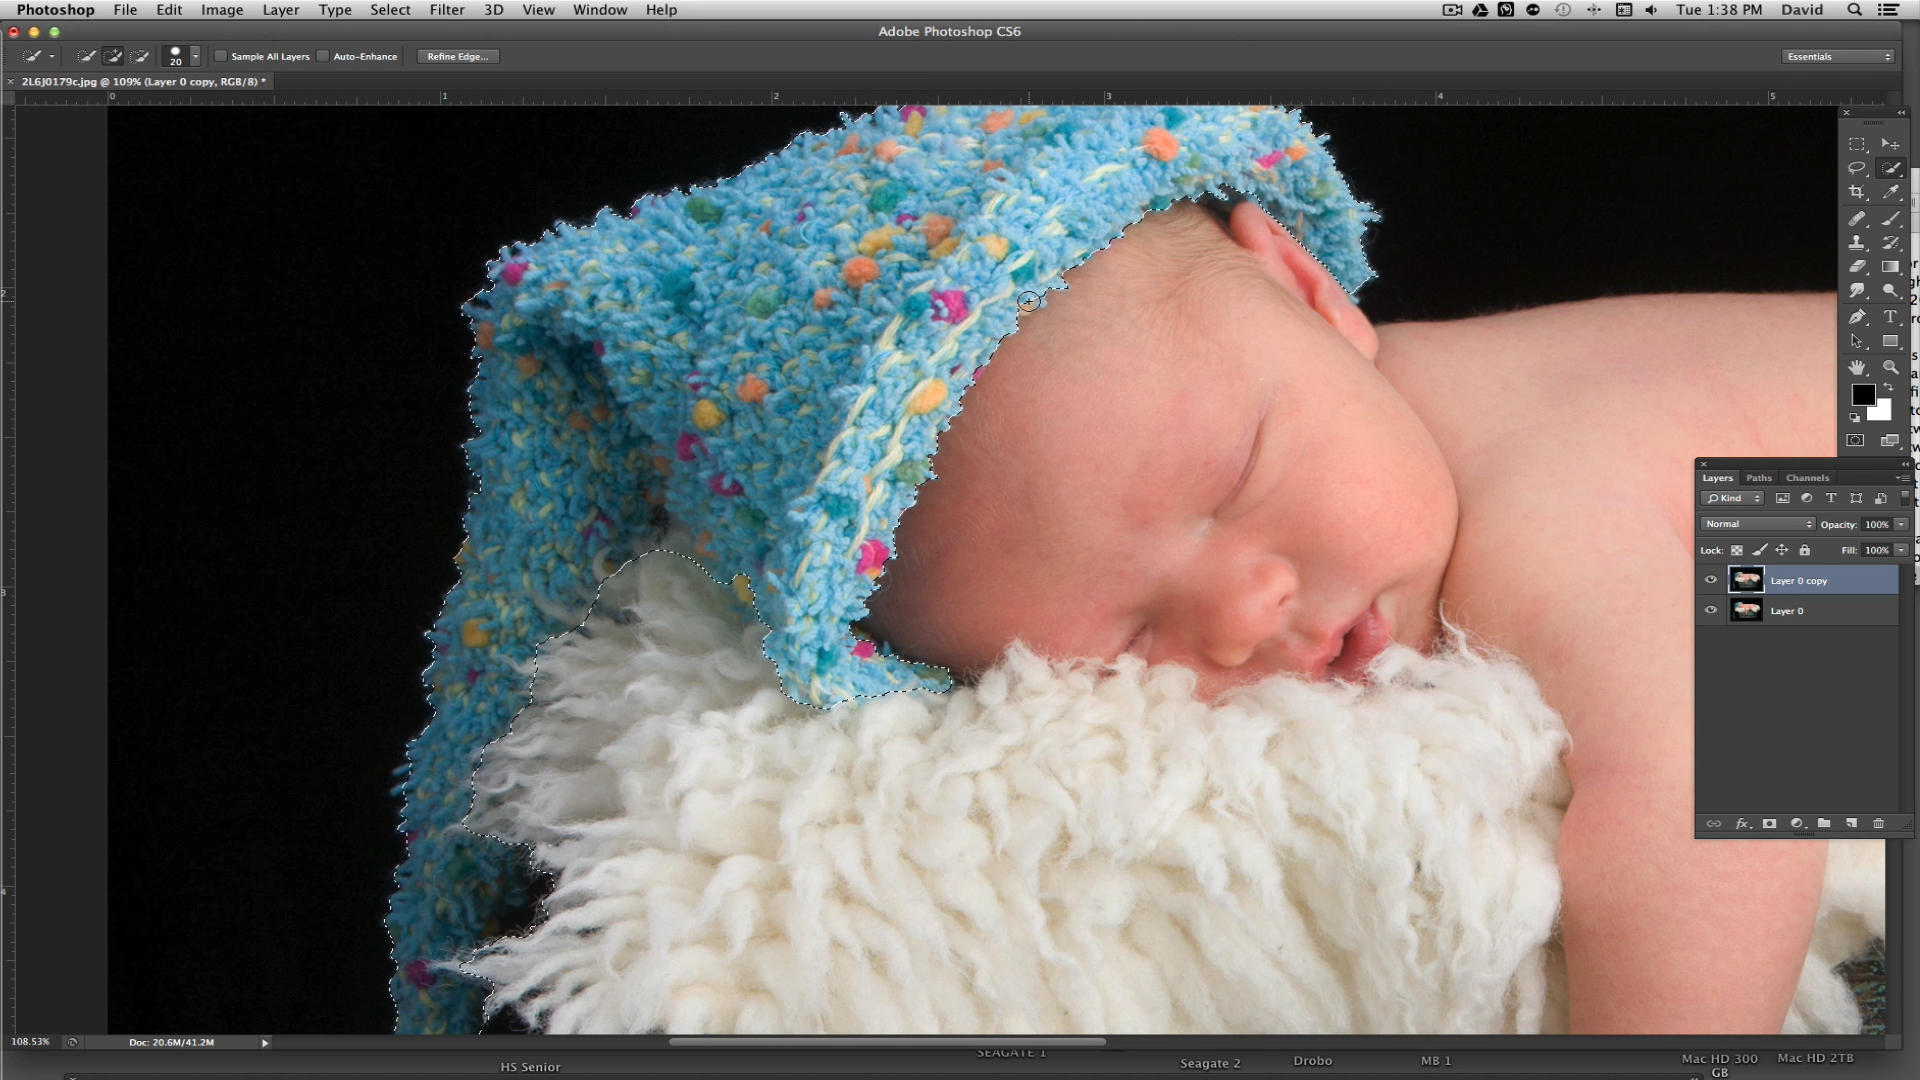 Photoshop File Edit Image Layer Type Select Filter 3D View Window Help
Tue 1:38 PM David
Adobe Photoshop CS6
20
Sample All Layers
Auto-Enhance
Refine Edge...
Essentials
2L6J0179c.jpg @ 109% (Layer 0 copy, RGB/8) *
0 1 2 3 4 5
2
3
4
Layers Paths Channels
Kind
Normal
Opacity: 100%
Lock:
Fill: 100%
Layer 0 copy
Layer 0
fx
108.53%
Doc: 20.6M/41.2M
HS Senior
SEAGATE 1
Seagate 2
Drobo
MB 1
Mac HD 300
GB
Mac HD 2TB